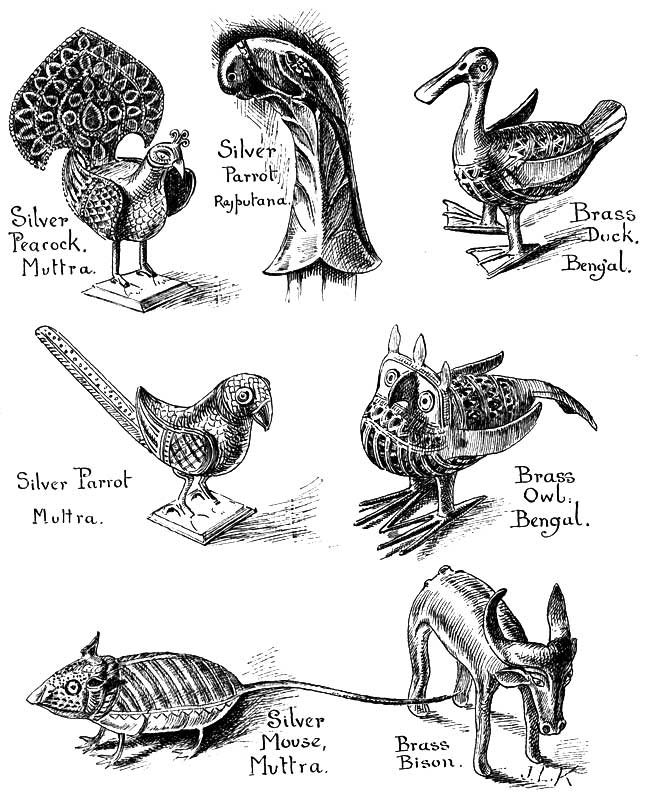 Silver
Peacock.
Muttra.
Silver
Parrot,
Rajputana.
Brass
Duck.
Bengal.
Silver Parrot
Muttra.
Brass
Owl.
Bengal.
Silver
Mouse,
Muttra.
Brass
Bison.
J.L.K